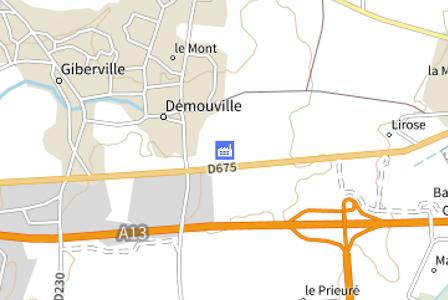 le Mont
Giberville
la M
Démouville
Lirose
D675
Ba
A13
Ma
D230
le Prieuré